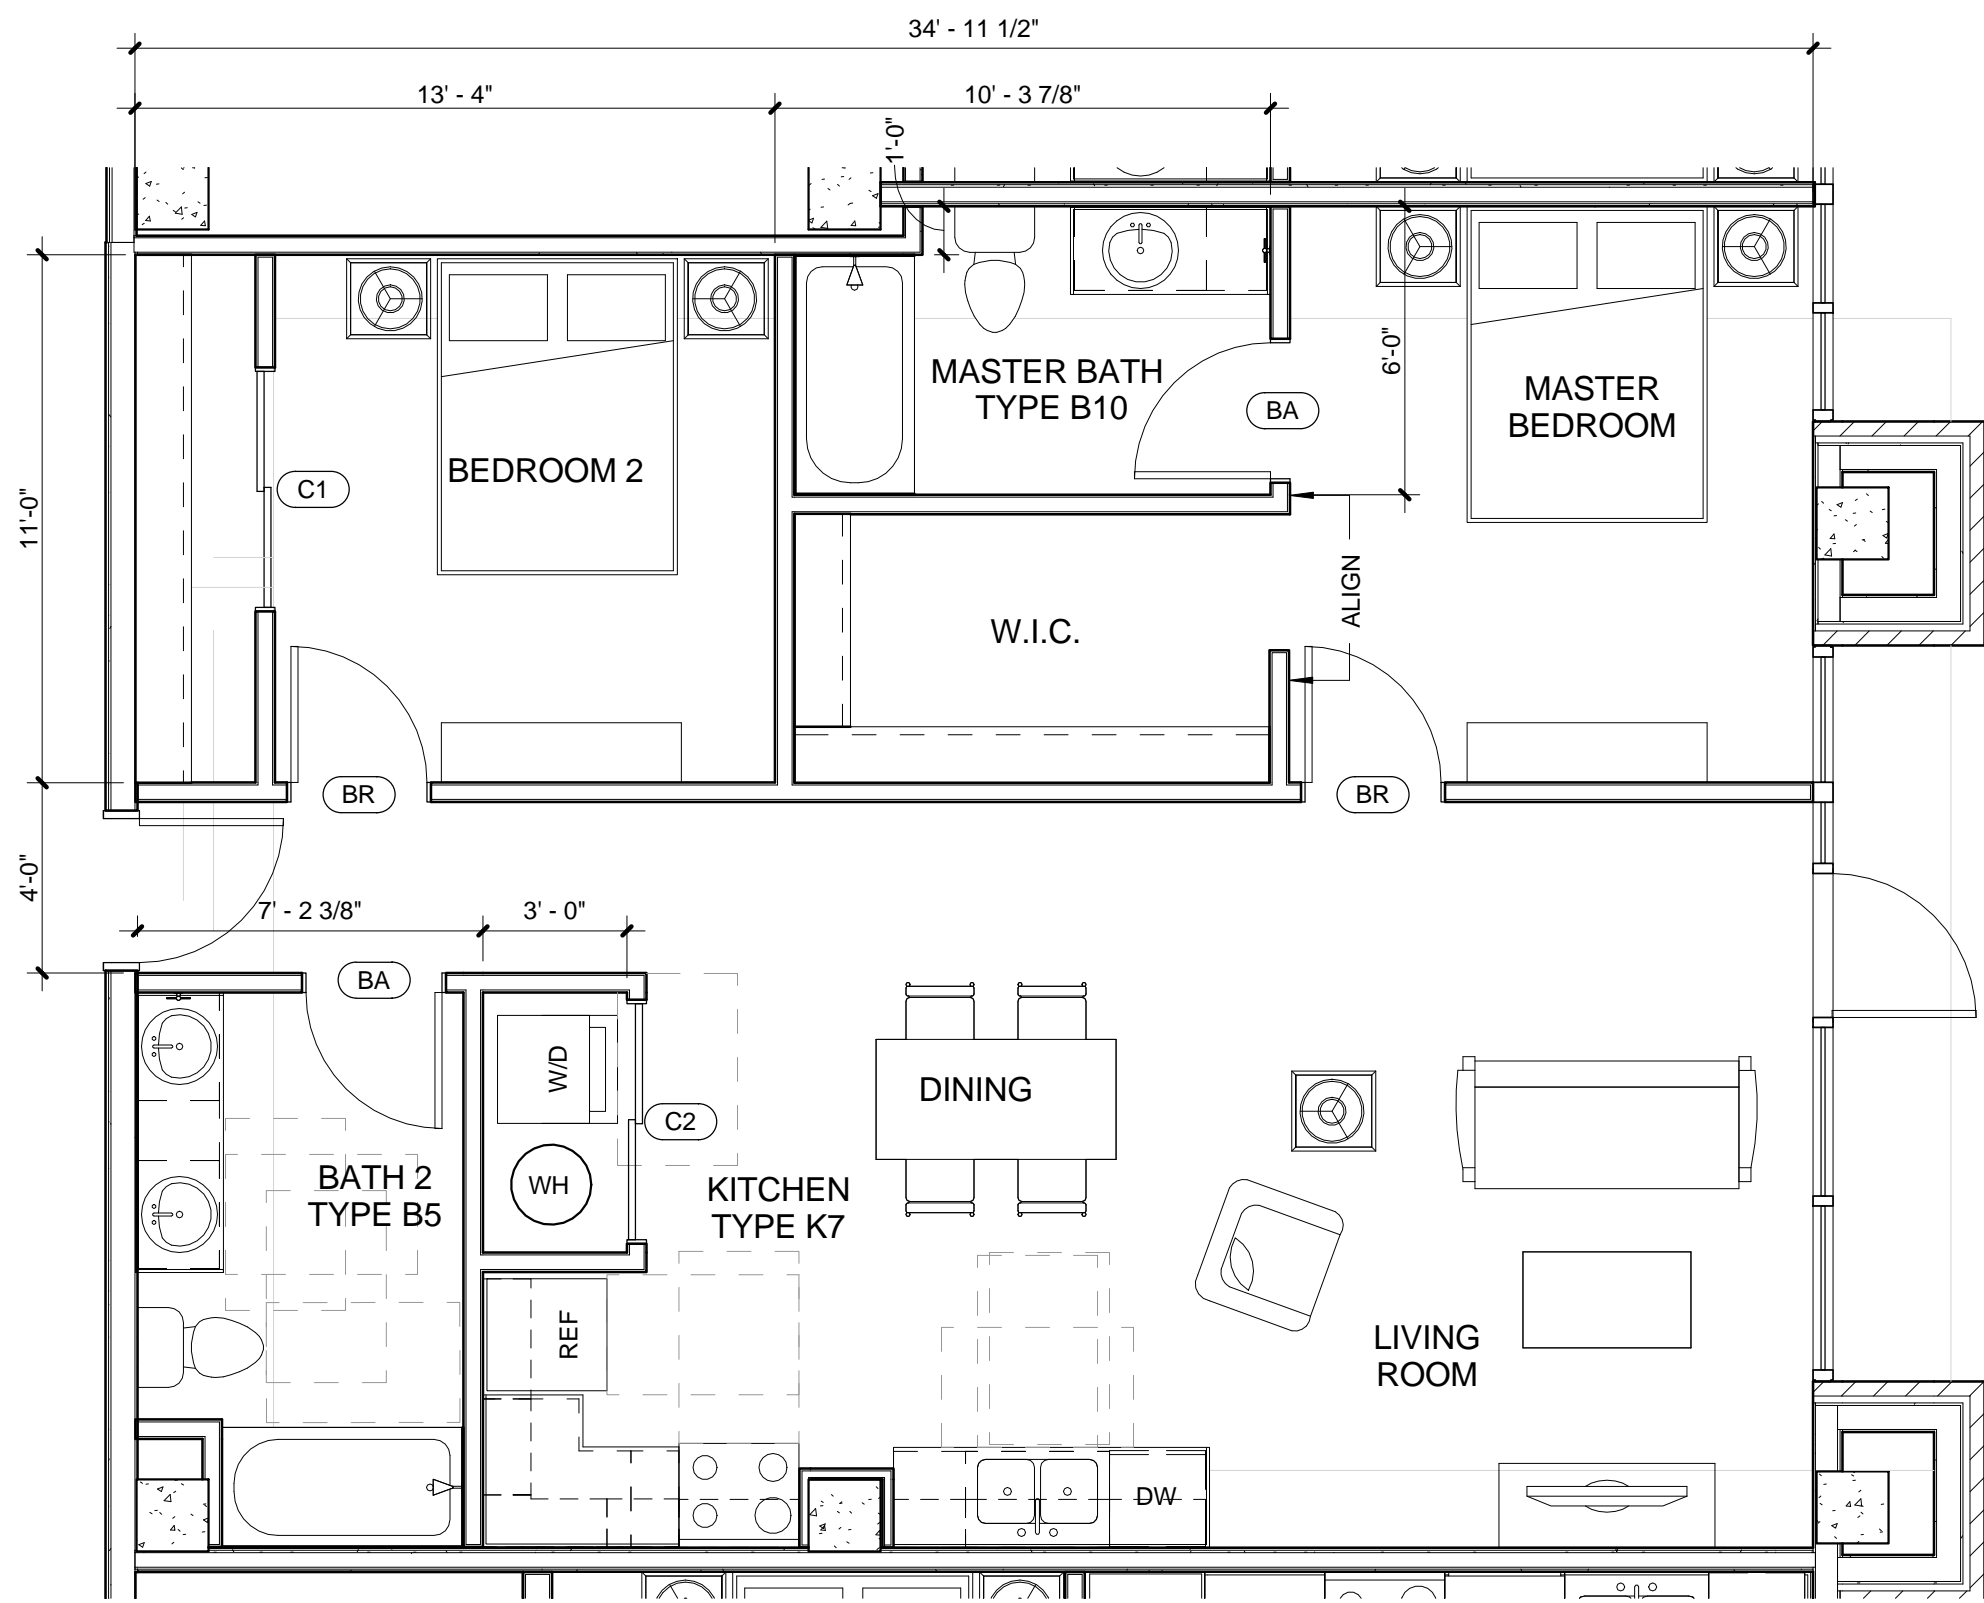 34' - 11 1/2"
13' - 4"
10' - 3 7/8"
1'-0"
6'-0"
MASTER BATH
TYPE B10
BA
MASTER
BEDROOM
BEDROOM 2
C1
11'-0"
ALIGN
W.I.C.
BR
BR
4'-0"
7' - 2 3/8"
3' - 0"
BA
W/D
C2
WH
DINING
BATH 2
TYPE B5
KITCHEN
TYPE K7
REF
LIVING
ROOM
DW